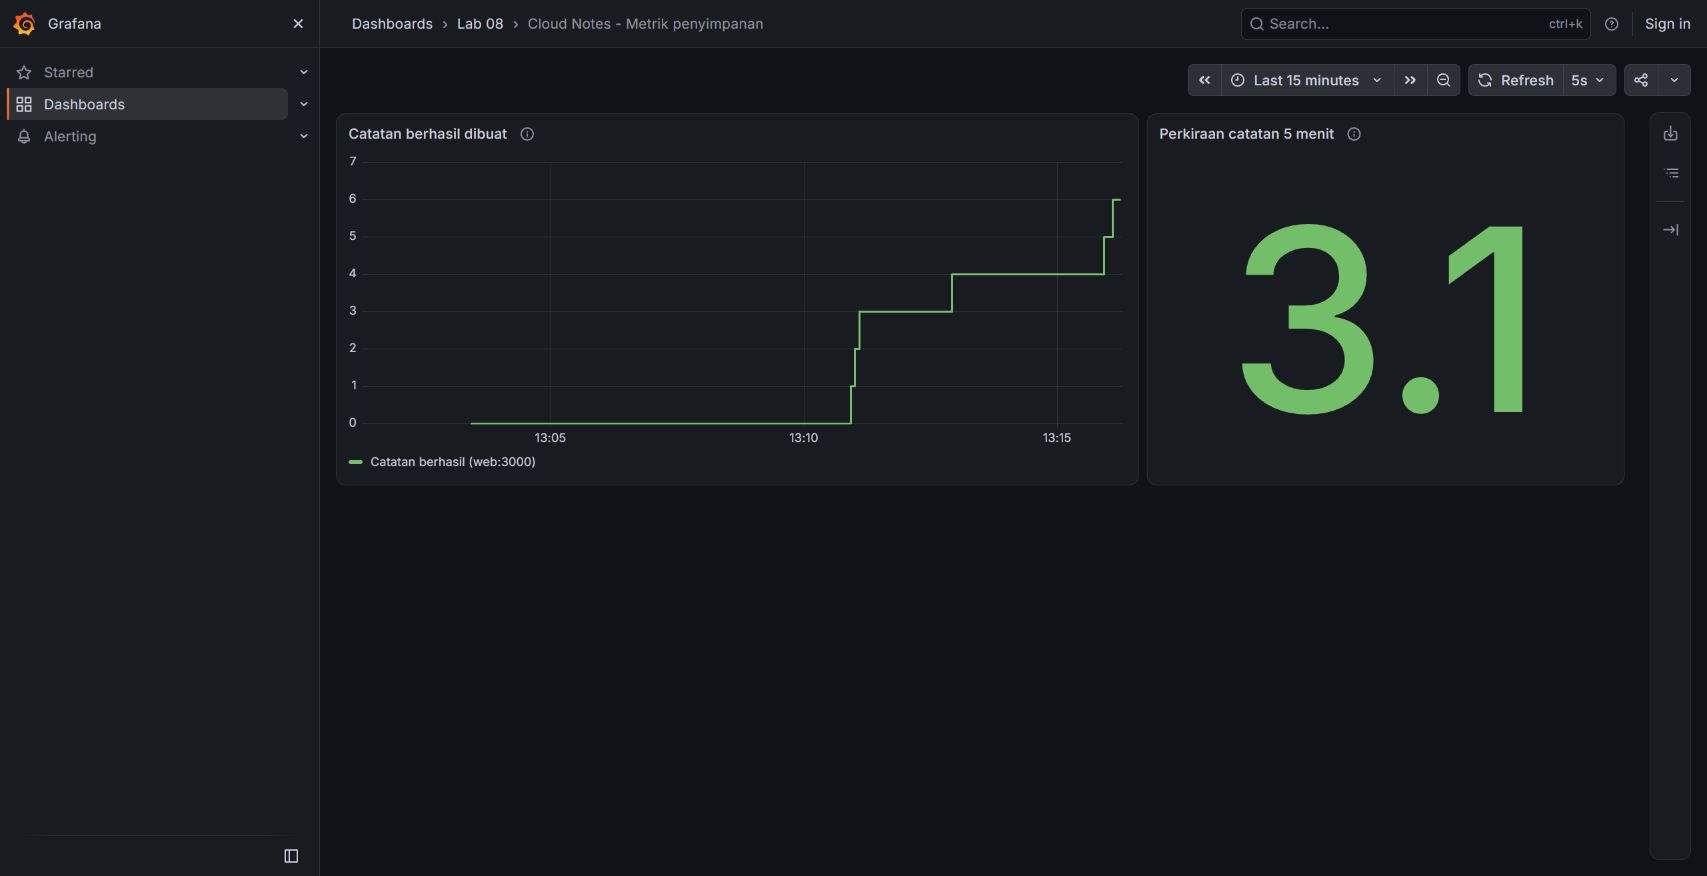 Grafana
Dashboards › Lab 08 › Cloud Notes - Metrik penyimpanan
Search...
ctrl+k
Sign in
Starred
Dashboards
Alerting
Last 15 minutes
Refresh
5s
Catatan berhasil dibuat
7
6
5
4
3
2
1
0
13:05
13:10
13:15
Catatan berhasil (web:3000)
Perkiraan catatan 5 menit
3.1